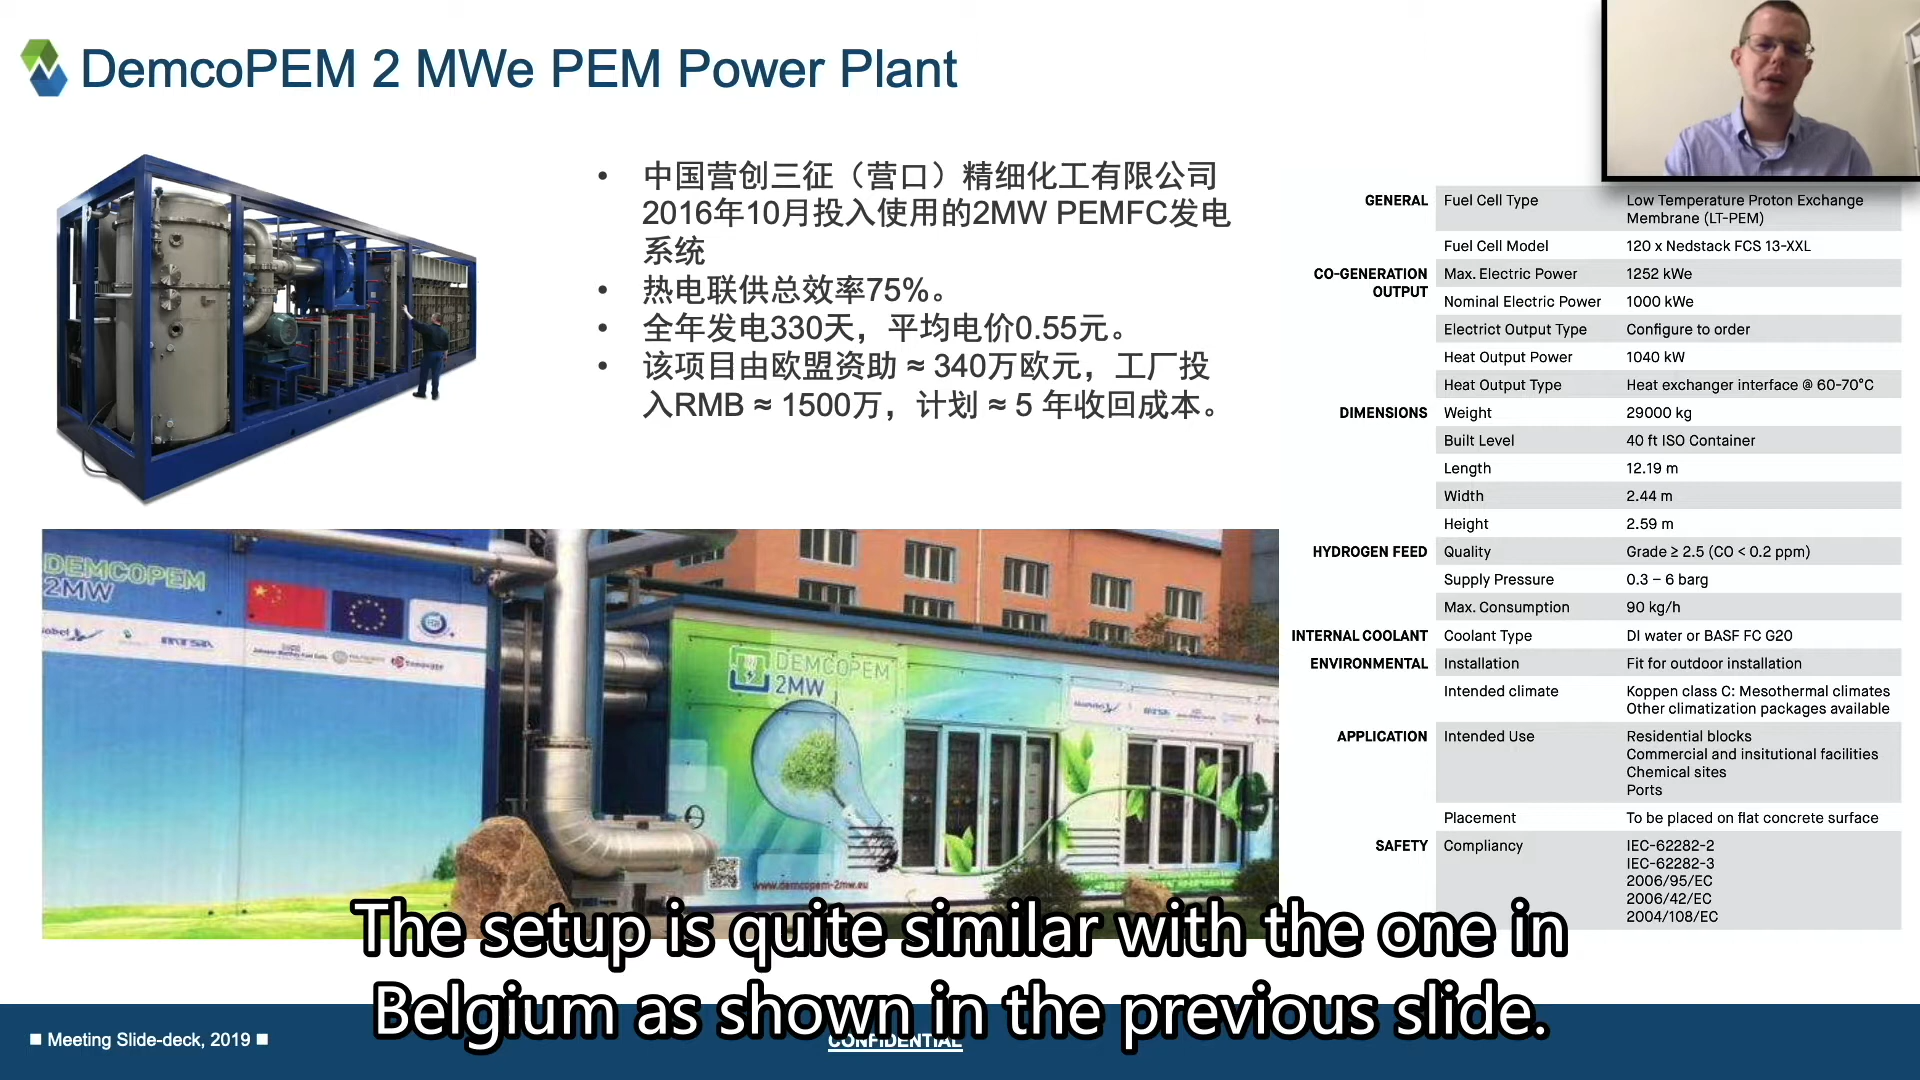 DemcoPEM 2 MWe PEM Power Plant
• 中国营创三征（营口）精细化工有限公司
2016年10月投入使用的2MW PEMFC发电
系统
• 热电联供总效率75%。
• 全年发电330天，平均电价0.55元。
• 该项目由欧盟资助 ≈ 340万欧元，工厂投
入RMB ≈ 1500万，计划 ≈ 5 年收回成本。
GENERAL Fuel Cell Type Low Temperature Proton Exchange
Membrane (LT-PEM)
Fuel Cell Model 120 x Nedstack FCS 13-XXL
CO-GENERATION Max. Electric Power 1252 kWe
OUTPUT
Nominal Electric Power 1000 kWe
Electrict Output Type Configure to order
Heat Output Power 1040 kW
Heat Output Type Heat exchanger interface @ 60-70°C
DIMENSIONS Weight 29000 kg
Built Level 40 ft ISO Container
Length 12.19 m
Width 2.44 m
Height 2.59 m
HYDROGEN FEED Quality Grade ≥ 2.5 (CO < 0.2 ppm)
Supply Pressure 0.3 – 6 barg
Max. Consumption 90 kg/h
INTERNAL COOLANT Coolant Type DI water or BASF FC G20
ENVIRONMENTAL Installation Fit for outdoor installation
Intended climate Koppen class C: Mesothermal climates
Other climatization packages available
APPLICATION Intended Use Residential blocks
Commercial and insitutional facilities
Chemical sites
Ports
Placement To be placed on flat concrete surface
SAFETY Compliancy IEC-62282-2
IEC-62282-3
2006/95/EC
2006/42/EC
2004/108/EC
DEMCOPEM
2MW
MTSA
DEMCOPEM
2MW
www.demcopem-2mw.eu
The setup is quite similar with the one in
Belgium as shown in the previous slide.
Meeting Slide-deck, 2019
CONFIDENTIAL